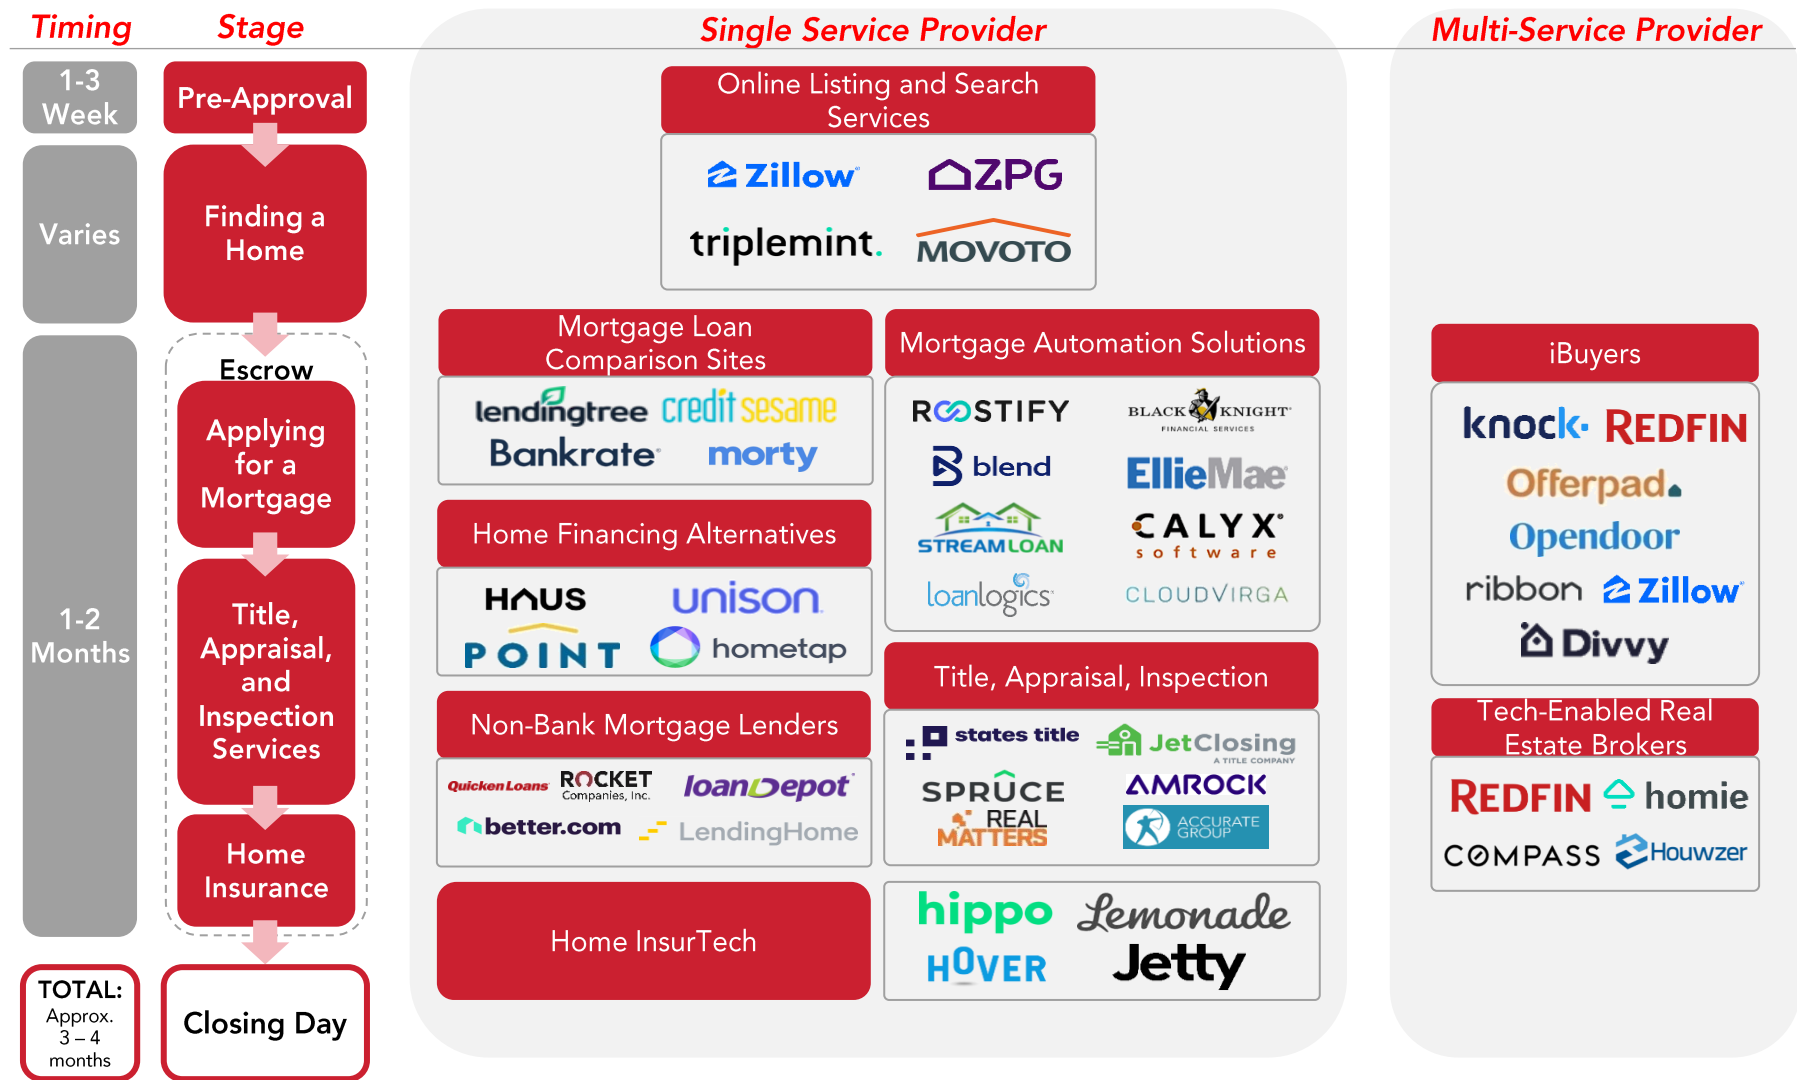 Timing
Stage
Single Service Provider
Multi-Service Provider
1-3
Week
Pre-Approval
Varies
Finding a
Home
1-2
Months
Escrow
Applying
for a
Mortgage
Title,
Appraisal,
and
Inspection
Services
Home
Insurance
TOTAL:
Approx.
3 – 4
months
Closing Day
Online Listing and Search
Services
Zillow
ZPG
triplemint.
MOVOTO
Mortgage Loan
Comparison Sites
lendingtree
credit sesame
Bankrate
morty
Home Financing Alternatives
HAUS
unison
POINT
hometap
Non-Bank Mortgage Lenders
Quicken Loans
ROCKET
Companies, Inc.
loanDepot
better.com
LendingHome
Home InsurTech
Mortgage Automation Solutions
ROOSTIFY
BLACK KNIGHT
FINANCIAL SERVICES
blend
EllieMae
STREAMLOAN
CALYX
software
loanlogics
CLOUDVIRGA
Title, Appraisal, Inspection
states title
JetClosing
A TITLE COMPANY
SPRUCE
AMROCK
REAL
MATTERS
ACCURATE
GROUP
hippo
Lemonade
HOVER
Jetty
iBuyers
knock
REDFIN
Offerpad
Opendoor
ribbon
Zillow
Divvy
Tech-Enabled Real
Estate Brokers
REDFIN
homie
COMPASS
Houwzer